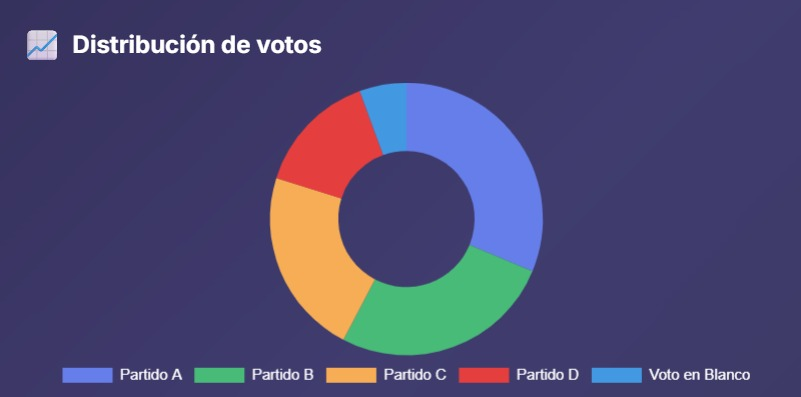 Distribución de votos
Partido A Partido B Partido C Partido D Voto en Blanco